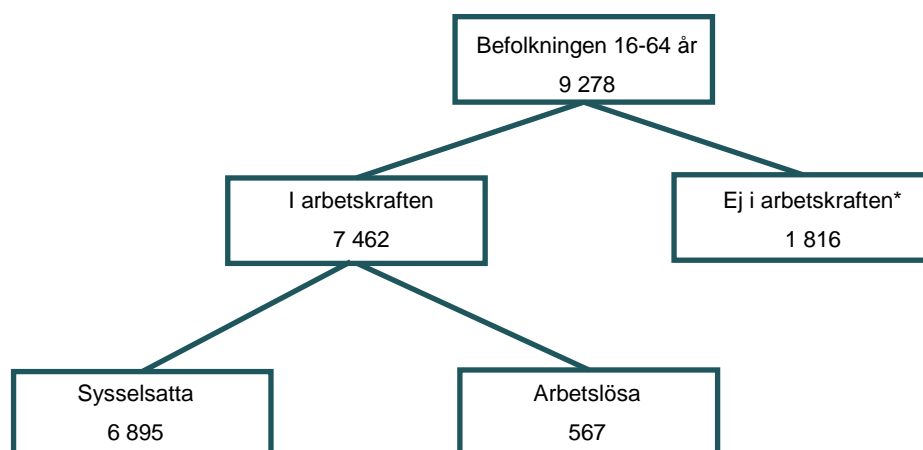 Befolkningen 16-64 år
9 278
I arbetskraften
7 462
Ej i arbetskraften*
1 816
Sysselsatta
6 895
Arbetslösa
567